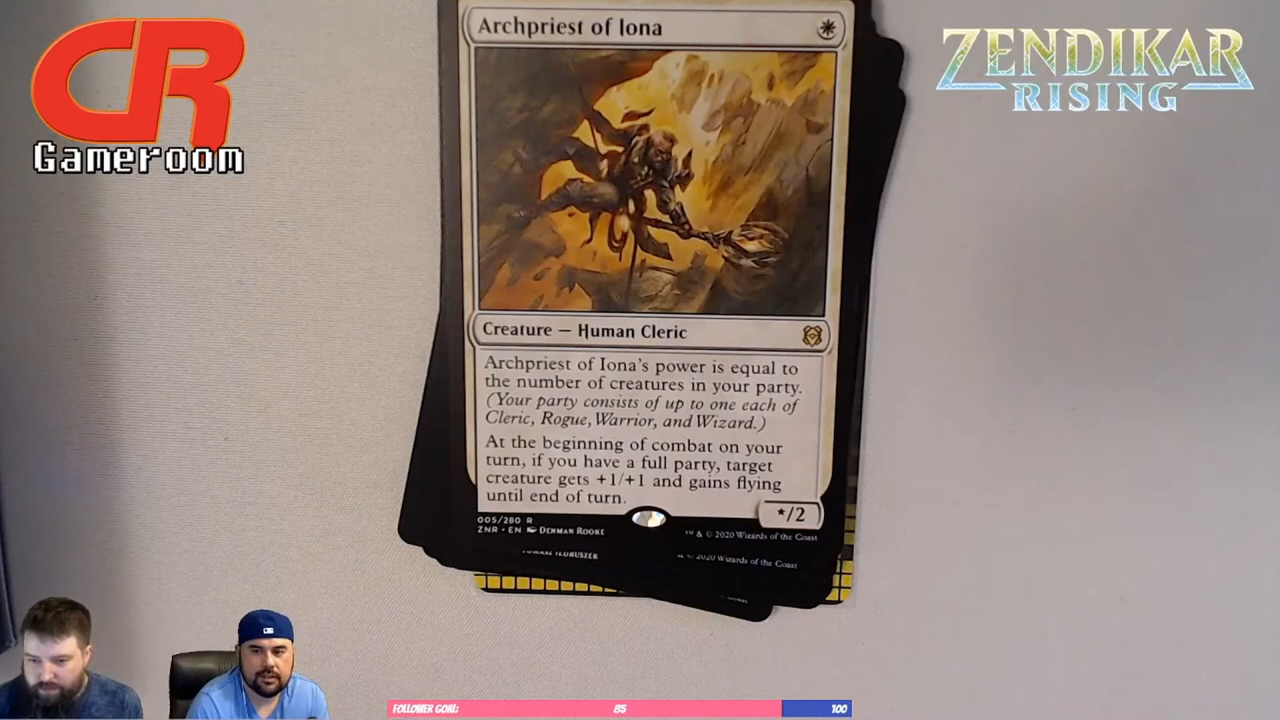 CR
Gameroom
ZENDIKAR
RISING
Archpriest of Iona
Creature — Human Cleric
Archpriest of Iona's power is equal to
the number of creatures in your party.
(Your party consists of up to one each of
Cleric, Rogue, Warrior, and Wizard.)
At the beginning of combat on your
turn, if you have a full party, target
creature gets +1/+1 and gains flying
until end of turn.
*/2
005/280 R
ZNR • EN DENMAN ROOKE
™ & © 2020 Wizards of the Coast
& © 2020 Wizards of the Coast
FOLLOWER GOAL: 85 100